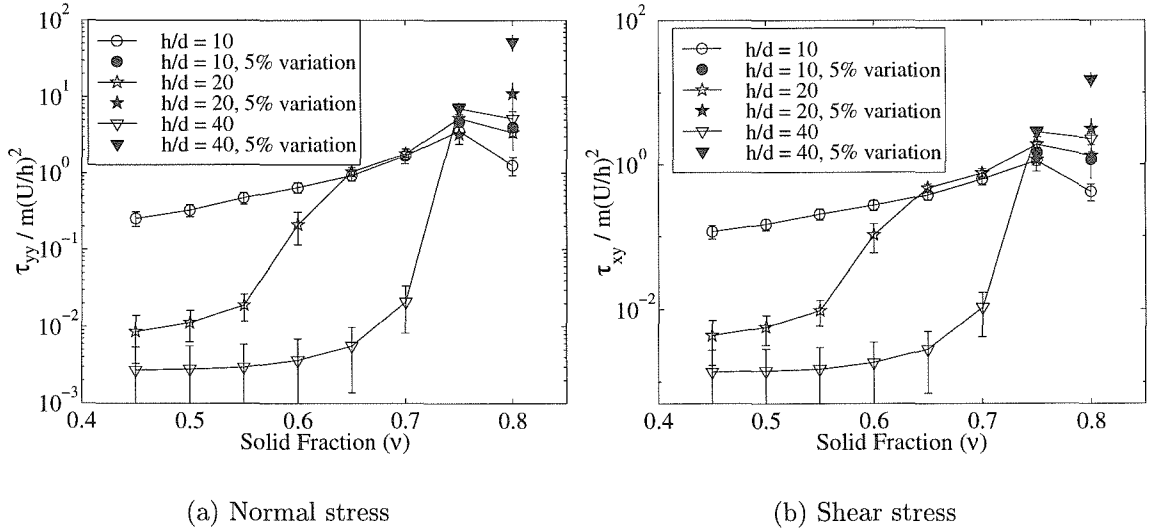 10^2
10^1
10^0
10^-1
10^-2
10^-3
τ_yy / m(U/h)^2
h/d = 10
h/d = 10, 5% variation
h/d = 20
h/d = 20, 5% variation
h/d = 40
h/d = 40, 5% variation
0.4 0.5 0.6 0.7 0.8
Solid Fraction (ν)
(a) Normal stress
10^2
10^0
10^-2
τ_xy / m(U/h)^2
h/d = 10
h/d = 10, 5% variation
h/d = 20
h/d = 20, 5% variation
h/d = 40
h/d = 40, 5% variation
0.4 0.5 0.6 0.7 0.8
Solid Fraction (ν)
(b) Shear stress